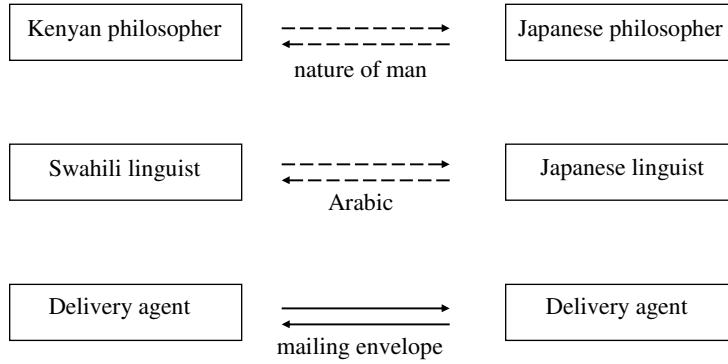 Kenyan philosopher
Japanese philosopher
nature of man
Swahili linguist
Japanese linguist
Arabic
Delivery agent
Delivery agent
mailing envelope